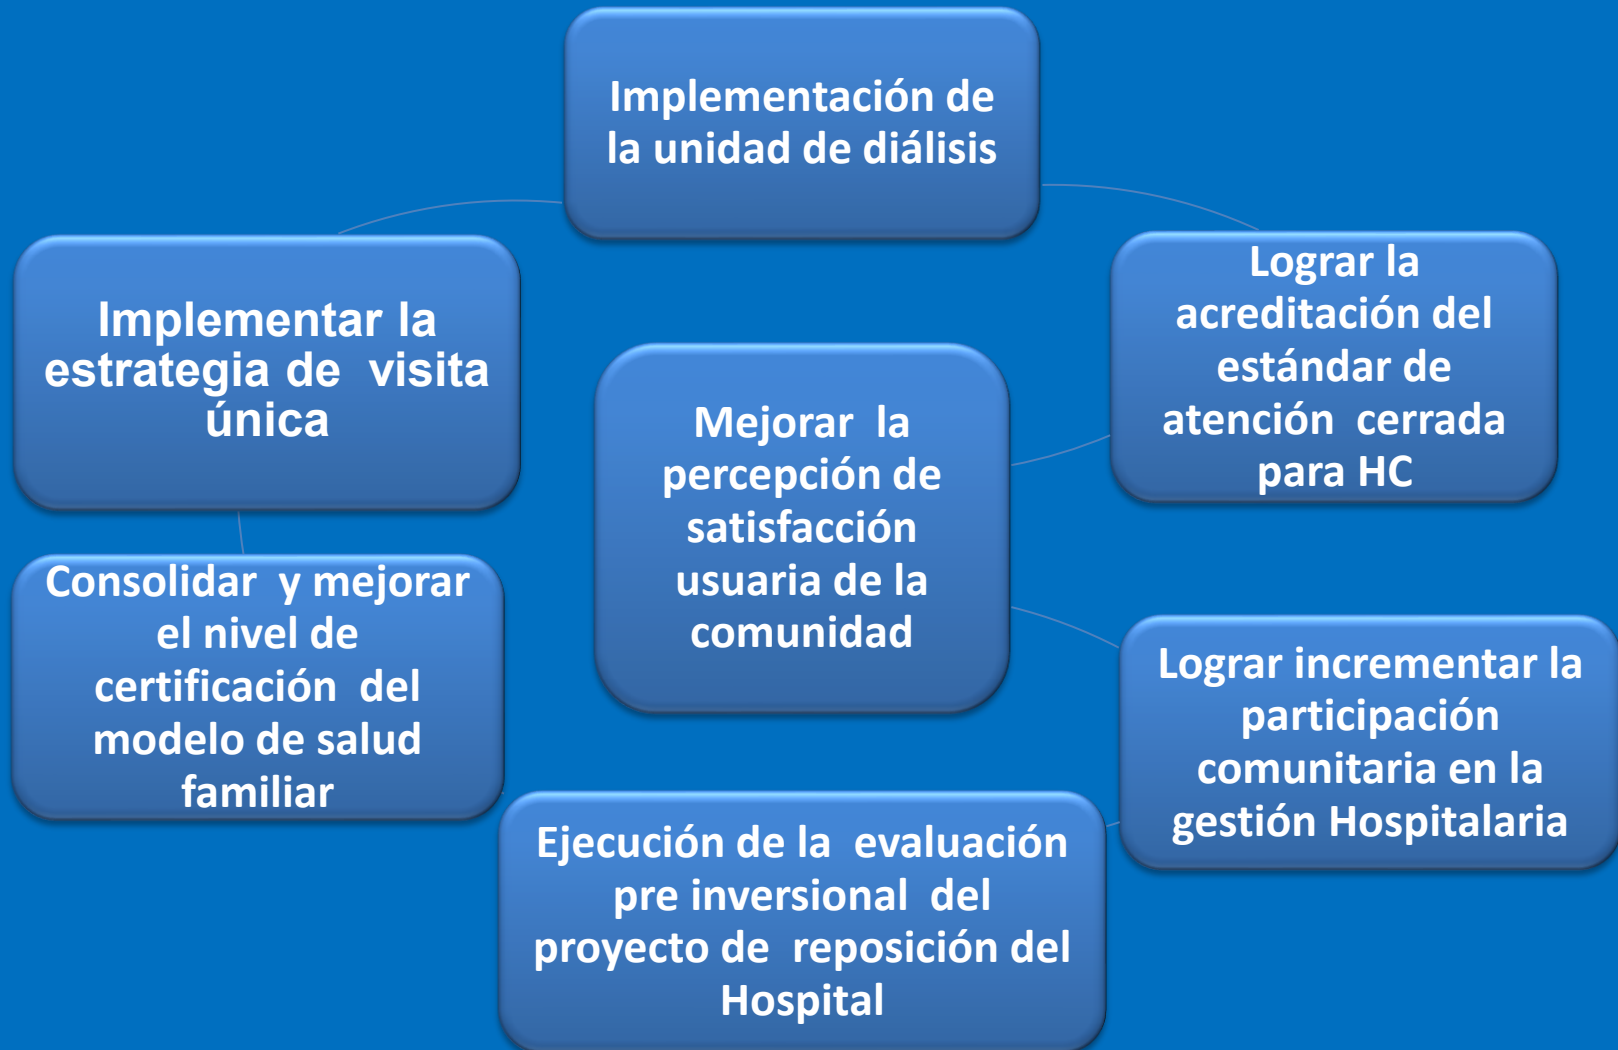 Implementación de
la unidad de diálisis
Implementar la
estrategia de  visita
única
Lograr la
acreditación del
estándar de
atención  cerrada
para HC
Mejorar  la
percepción de
satisfacción
usuaria de la
comunidad
Consolidar  y mejorar
el nivel de
certificación  del
modelo de salud
familiar
Lograr incrementar la
participación
comunitaria en la
gestión Hospitalaria
Ejecución de la  evaluación
pre inversional  del
proyecto de  reposición del
Hospital